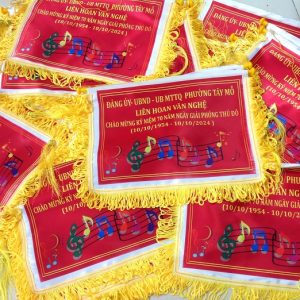 ĐẢNG ỦY- UBND - UB MTTQ PHƯỜNG TÂY MỖ
LIÊN HOAN VĂN NGHỆ
CHÀO MỪNG KỶ NIỆM 70 NĂM NGÀY GIẢI PHÓNG THỦ ĐÔ
(10/10/1954 - 10/10/2024)